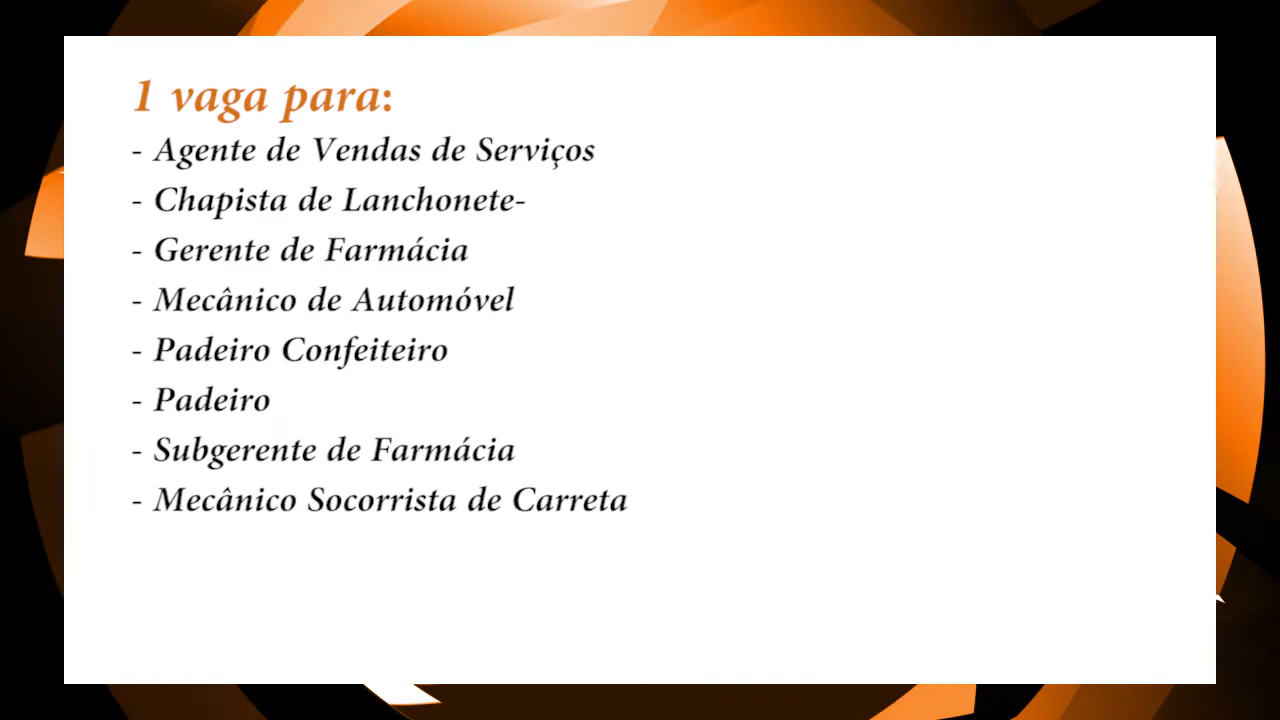 1 vaga para:
- Agente de Vendas de Serviços
- Chapista de Lanchonete-
- Gerente de Farmácia
- Mecânico de Automóvel
- Padeiro Confeiteiro
- Padeiro
- Subgerente de Farmácia
- Mecânico Socorrista de Carreta